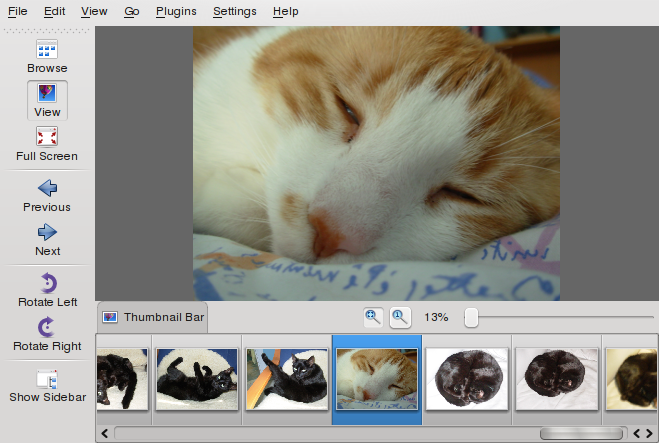 File Edit View Go Plugins Settings Help
Browse
View
Full Screen
Previous
Next
Rotate Left
Rotate Right
Show Sidebar
Thumbnail Bar 13%